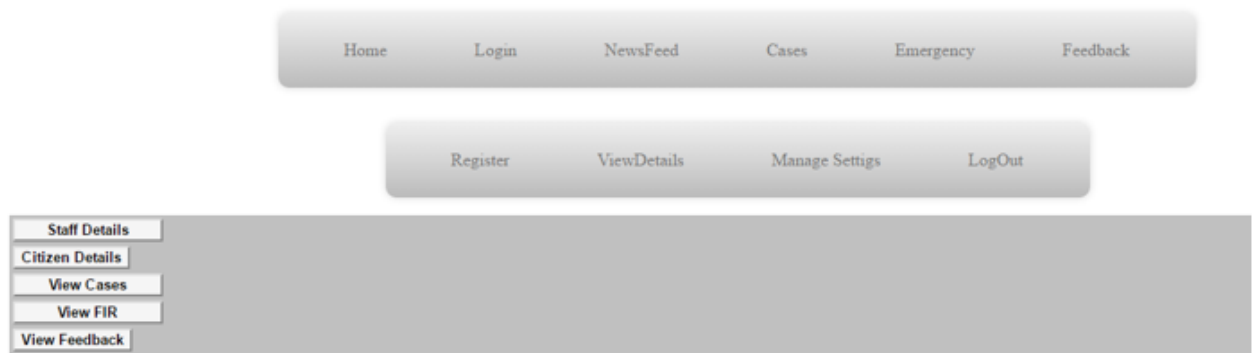 Home Login NewsFeed Cases Emergency Feedback
Register ViewDetails Manage Settigs LogOut
Staff Details
Citizen Details
View Cases
View FIR
View Feedback